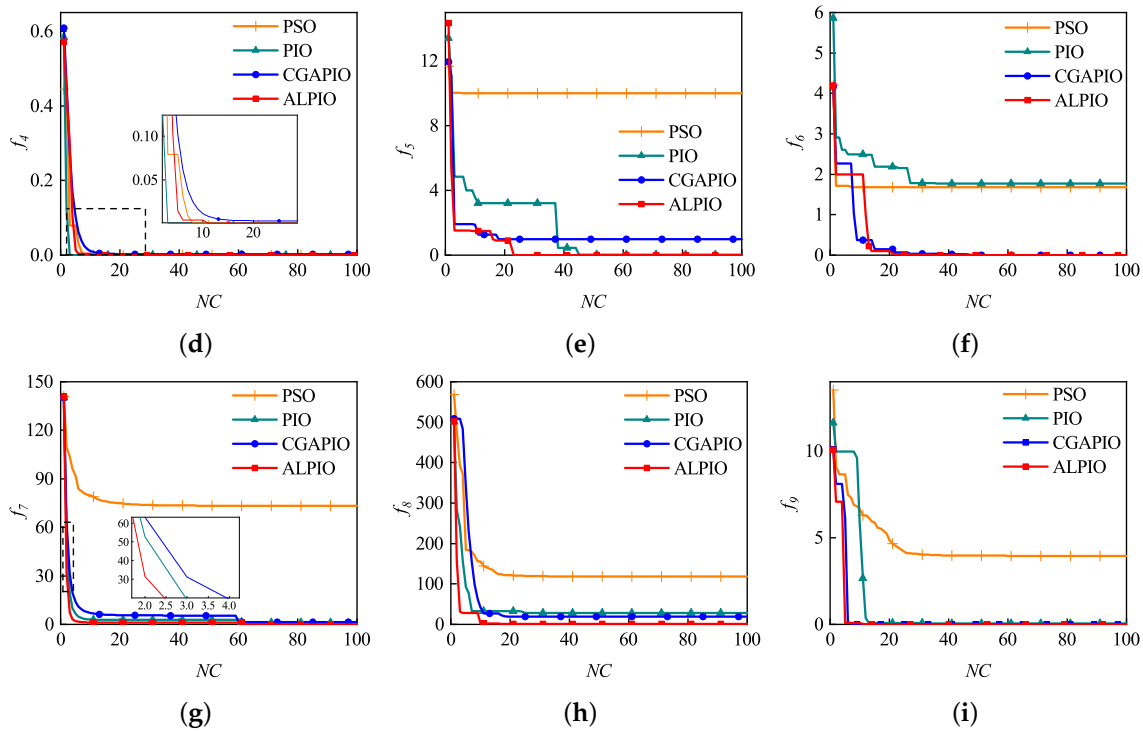 0.6
0.4
0.2
0.0
f4
0 20 40 60 80 100
NC
PSO
PIO
CGAPIO
ALPIO
0.10
0.05
10 20
(d)
12
8
4
0
f5
0 20 40 60 80 100
NC
PSO
PIO
CGAPIO
ALPIO
(e)
6
5
4
3
2
1
0
f6
0 20 40 60 80 100
NC
PSO
PIO
CGAPIO
ALPIO
(f)
150
120
90
60
30
0
f7
0 20 40 60 80 100
NC
PSO
PIO
CGAPIO
ALPIO
60
50
40
30
2.0 2.5 3.0 3.5 4.0
(g)
600
500
400
300
200
100
0
f8
0 20 40 60 80 100
NC
PSO
PIO
CGAPIO
ALPIO
(h)
10
5
0
f9
0 20 40 60 80 100
NC
PSO
PIO
CGAPIO
ALPIO
(i)